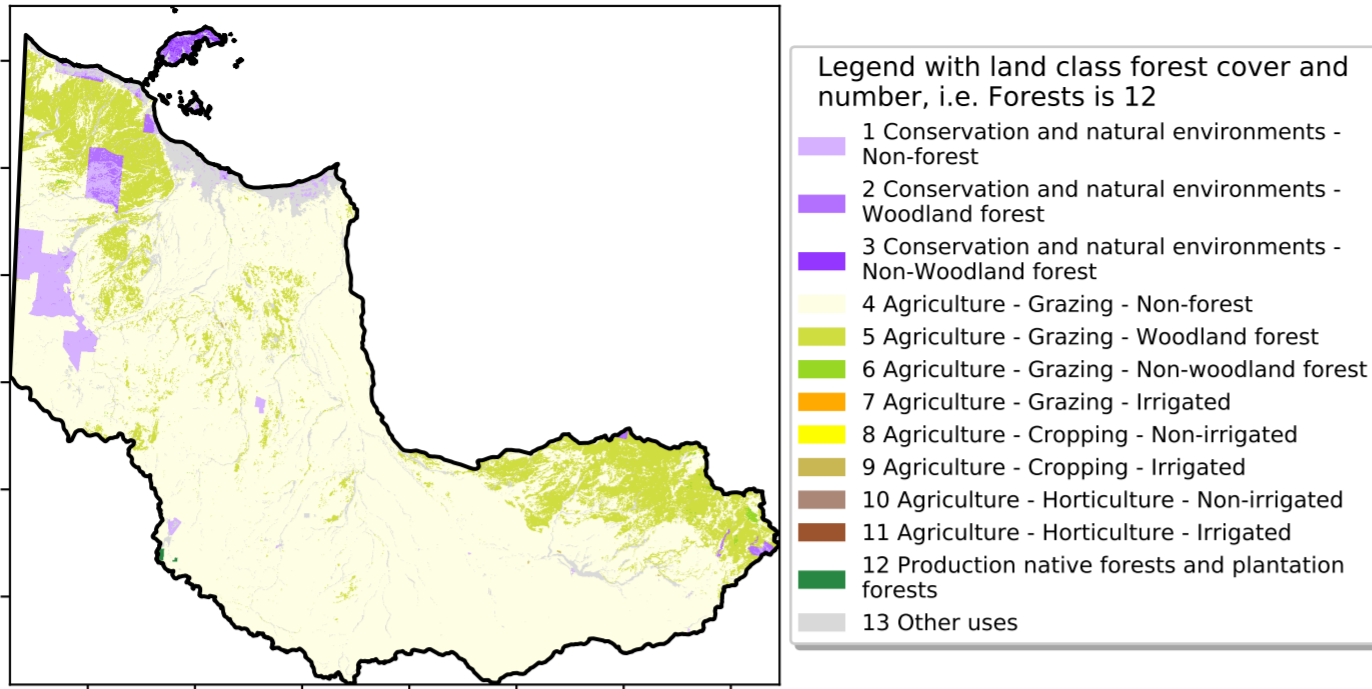 Legend with land class forest cover and
number, i.e. Forests is 12
1 Conservation and natural environments -
Non-forest
2 Conservation and natural environments -
Woodland forest
3 Conservation and natural environments -
Non-Woodland forest
4 Agriculture - Grazing - Non-forest
5 Agriculture - Grazing - Woodland forest
6 Agriculture - Grazing - Non-woodland forest
7 Agriculture - Grazing - Irrigated
8 Agriculture - Cropping - Non-irrigated
9 Agriculture - Cropping - Irrigated
10 Agriculture - Horticulture - Non-irrigated
11 Agriculture - Horticulture - Irrigated
12 Production native forests and plantation
forests
13 Other uses